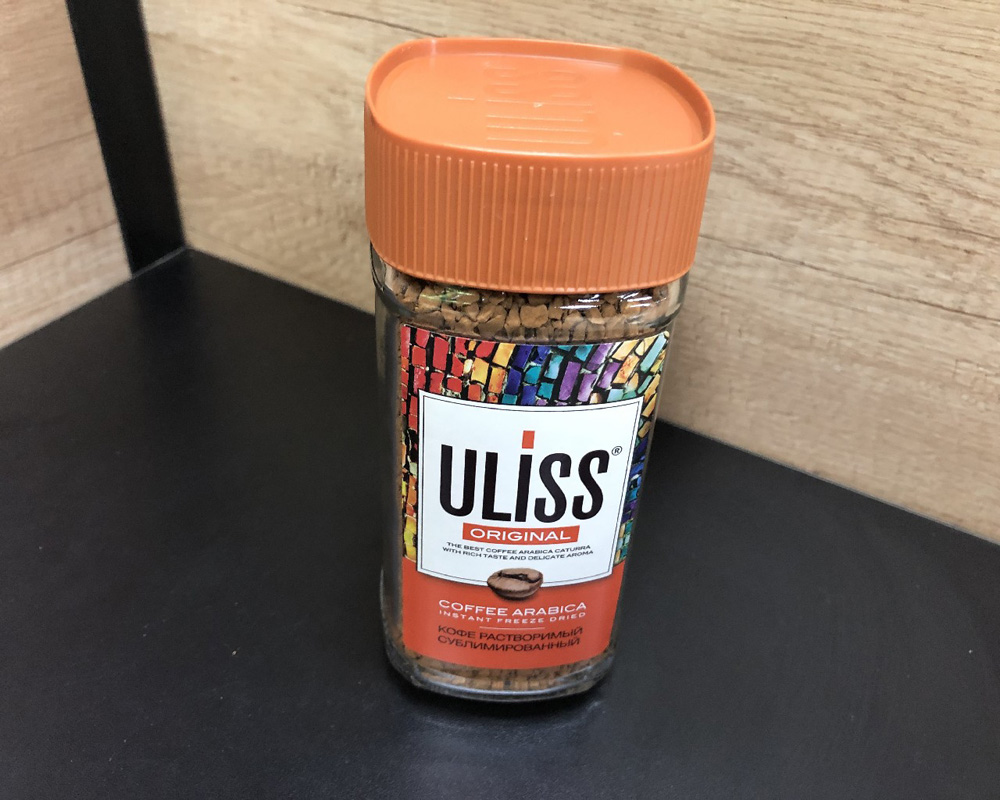 ULiSS®
ORIGINAL
THE BEST COFFEE ARABICA CATURRA
WITH RICH TASTE AND DELICATE AROMA
COFFEE ARABICA
INSTANT FREEZE DRIED
КОФЕ РАСТВОРИМЫЙ
СУБЛИМИРОВАННЫЙ